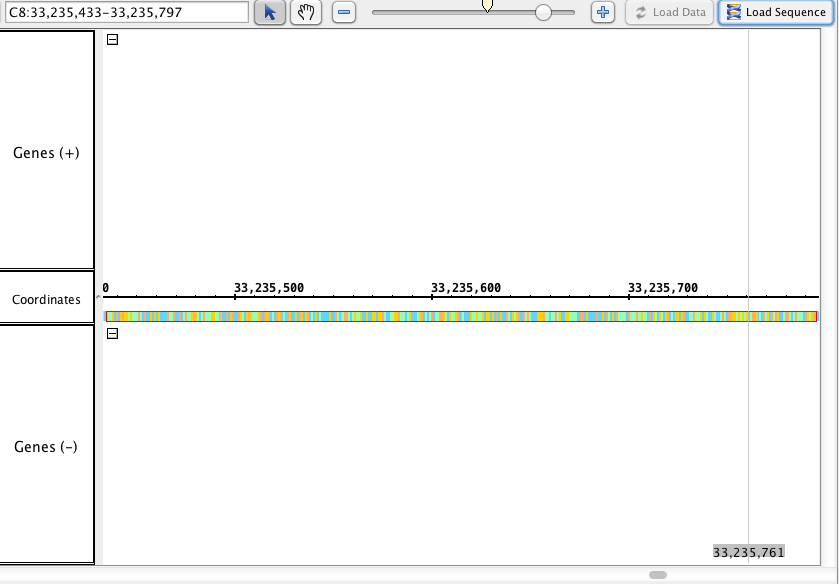 C8:33,235,433-33,235,797
Load Data
Load Sequence
Genes (+)
0
33,235,500
33,235,600
33,235,700
Coordinates
Genes (-)
33,235,761